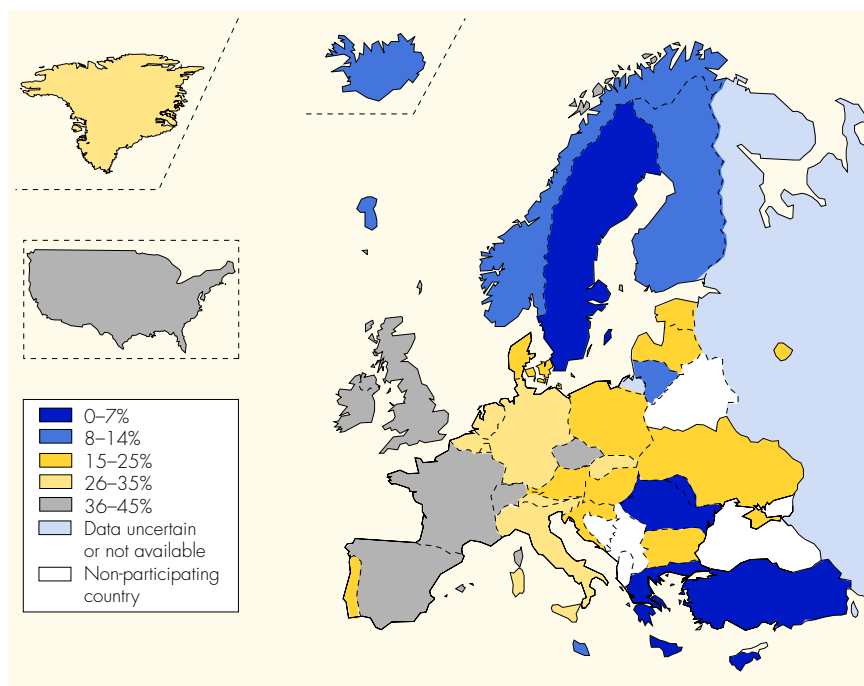 0–7%
8–14%
15–25%
26–35%
36–45%
Data uncertain
or not available
Non-participating
country